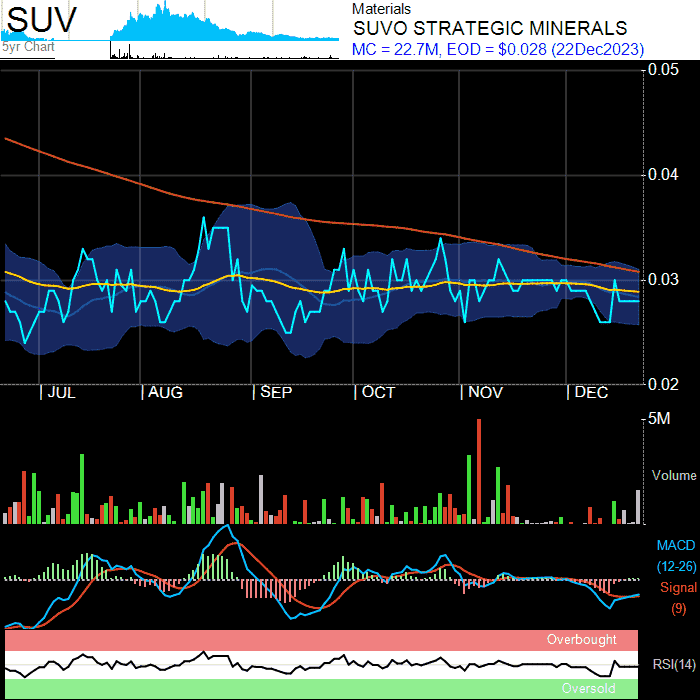 SUV
5yr Chart
Materials
SUVO STRATEGIC MINERALS
MC = 22.7M, EOD = $0.028 (22Dec2023)
0.05
0.04
0.03
0.02
| JUL | AUG | SEP | OCT | NOV | DEC
5M
Volume
MACD
(12-26)
Signal
(9)
Overbought
RSI(14)
Oversold